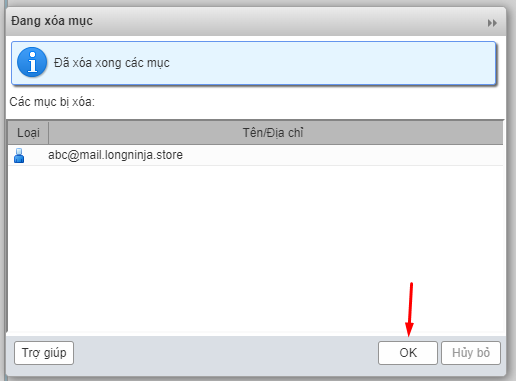 Đang xóa mục
Đã xóa xong các mục
Các mục bị xóa:
Loại Tên/Địa chỉ
abc@mail.longninja.store
Trợ giúp OK Hủy bỏ